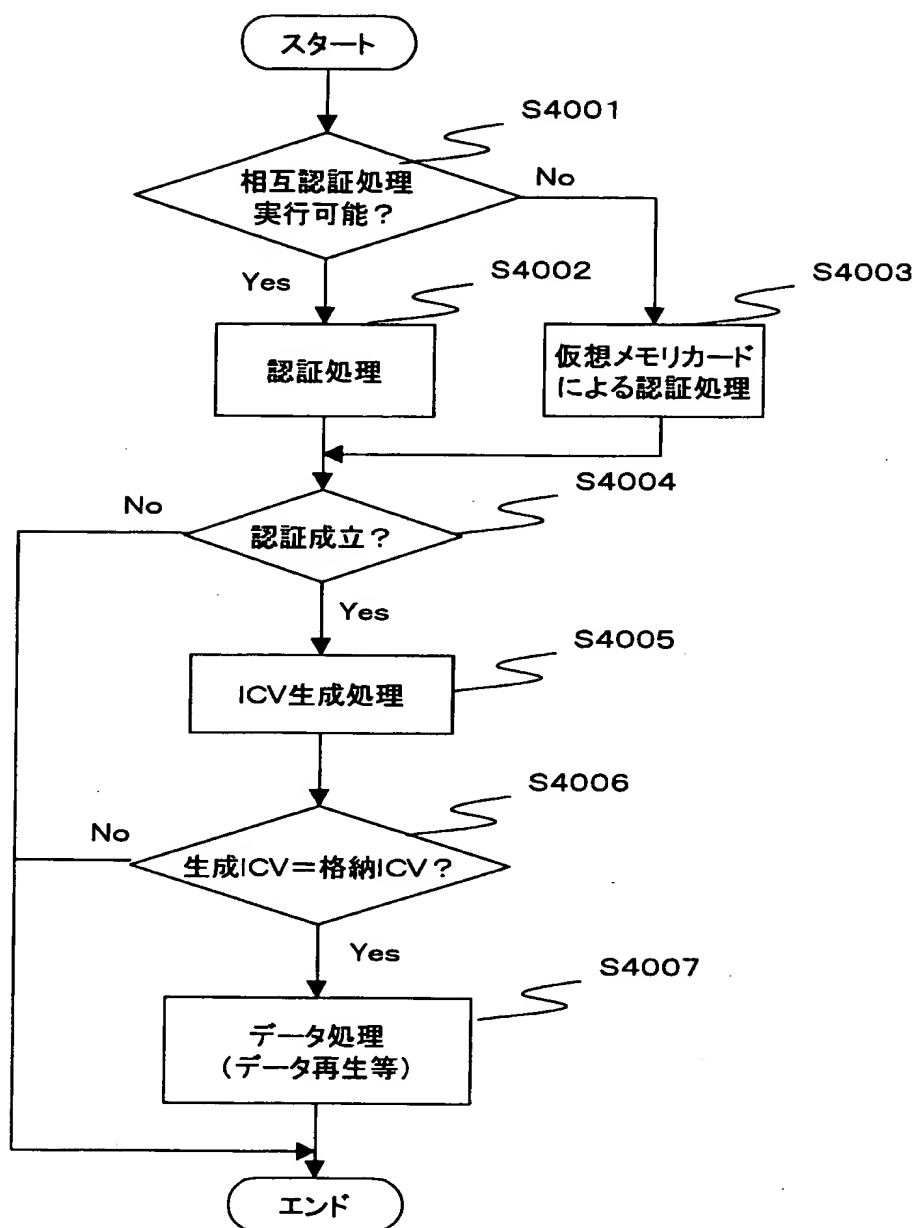 スタート
S4001
相互認証処理
実行可能?
No
Yes
S4002
S4003
認証処理
仮想メモリカード
による認証処理
S4004
No
認証成立?
Yes
S4005
ICV生成処理
S4006
No
生成ICV=格納ICV?
Yes
S4007
データ処理
(データ再生等)
エンド